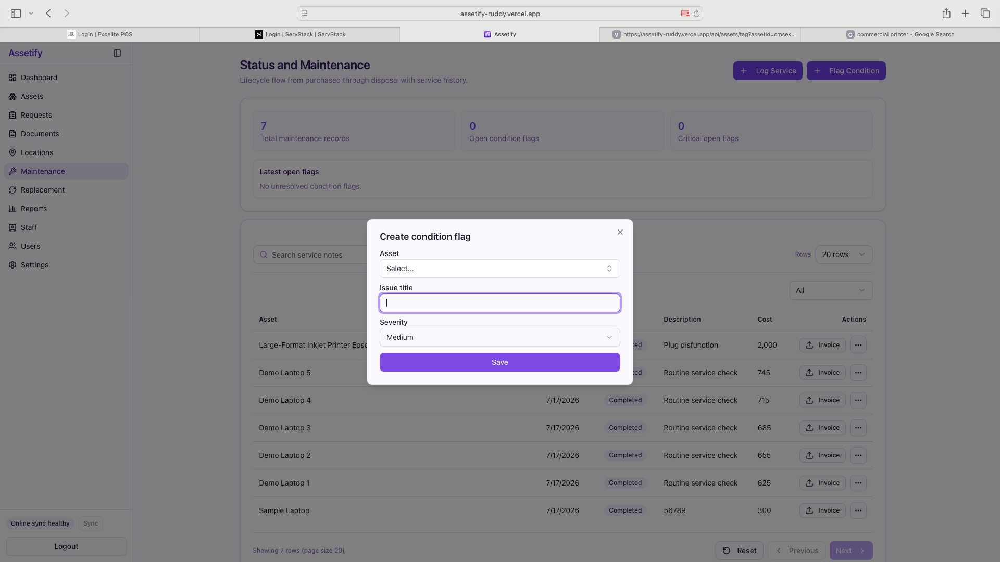 assetify-ruddy.vercel.app
Login | Excelite POS
Login | ServStack | ServStack
Assetify
https://assetify-ruddy.vercel.app/api/assets/tag?assetId=cmsek...
commercial printer - Google Search
Assetify
Dashboard
Assets
Requests
Documents
Locations
Maintenance
Replacement
Reports
Staff
Users
Settings
Online sync healthy
Sync
Logout
Status and Maintenance
Lifecycle flow from purchased through disposal with service history.
Log Service
Flag Condition
7
Total maintenance records
0
Open condition flags
0
Critical open flags
Latest open flags
No unresolved condition flags.
Create condition flag
Asset
Select...
Issue title
Severity
Medium
Save
Search service notes
Rows
20 rows
All
Asset Description Cost Actions
Large-Format Inkjet Printer Epso ted Plug disfunction 2,000 Invoice
Demo Laptop 5 ted Routine service check 745 Invoice
Demo Laptop 4 7/17/2026 Completed Routine service check 715 Invoice
Demo Laptop 3 7/17/2026 Completed Routine service check 685 Invoice
Demo Laptop 2 7/17/2026 Completed Routine service check 655 Invoice
Demo Laptop 1 7/17/2026 Completed Routine service check 625 Invoice
Sample Laptop 7/17/2026 Completed 56789 300 Invoice
Showing 7 rows (page size 20)
Reset
Previous
Next